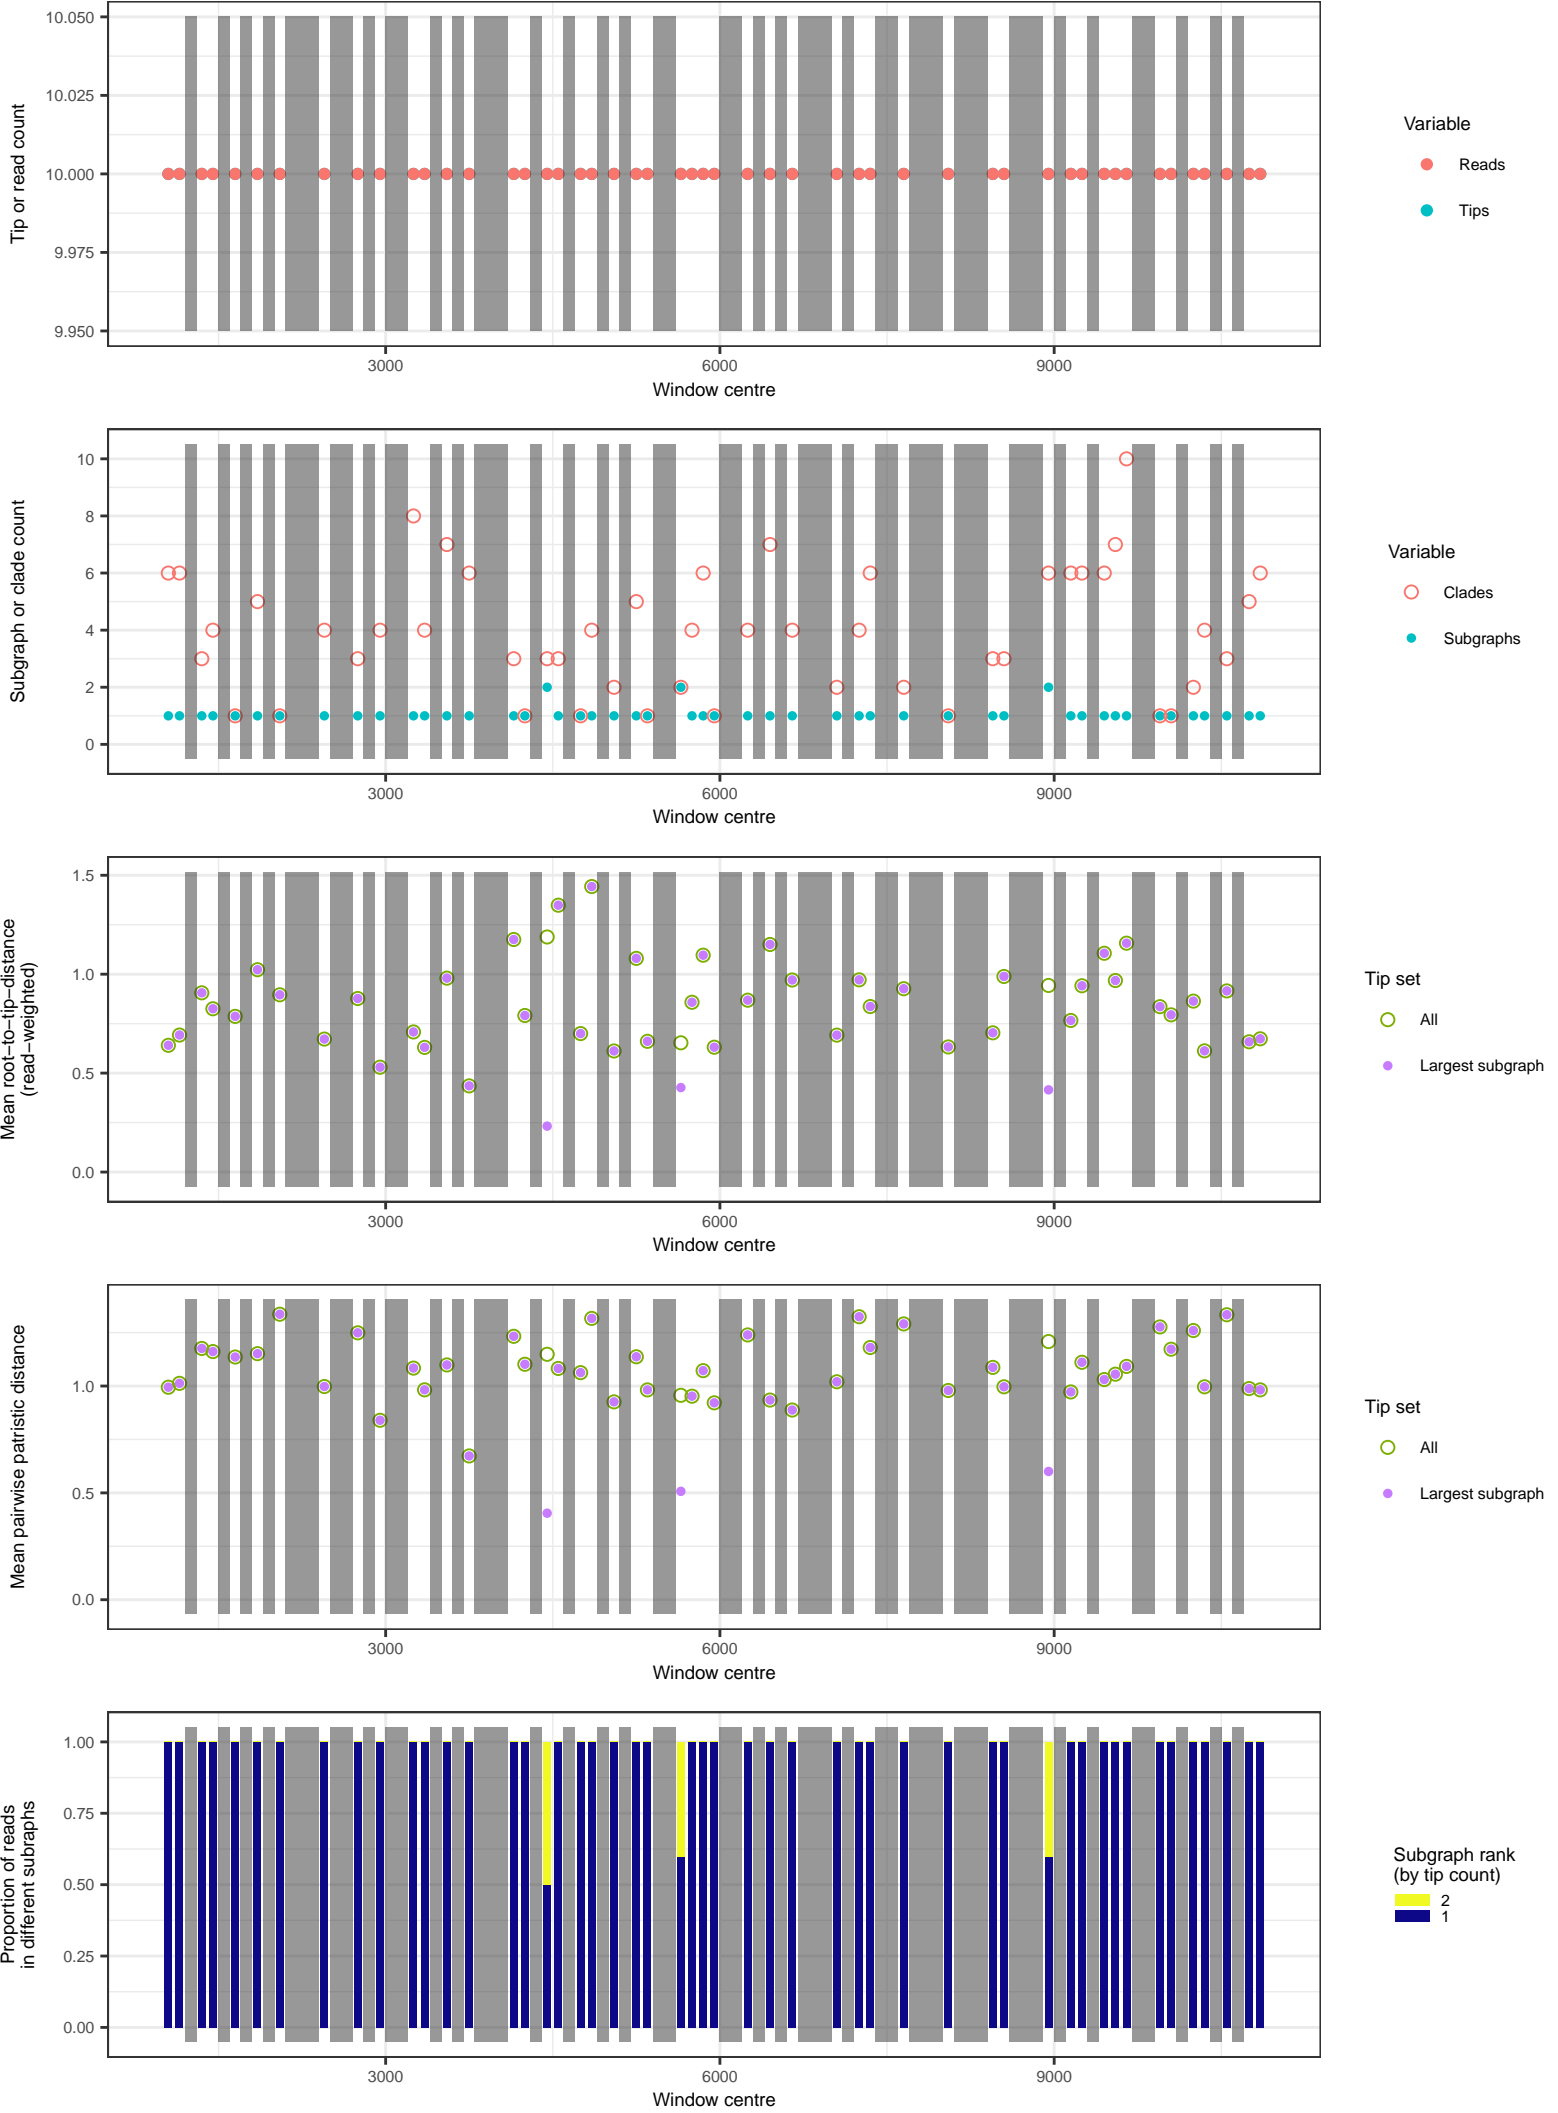 10.050
10.025
10.000
9.975
9.950
Tip or read count
3000 6000 9000
Window centre
Variable
Reads
Tips
10
8
6
4
2
0
Subgraph or clade count
3000 6000 9000
Window centre
Variable
Clades
Subgraphs
1.5
1.0
0.5
0.0
Mean root−to−tip−distance
(read−weighted)
3000 6000 9000
Window centre
Tip set
All
Largest subgraph
1.0
0.5
0.0
Mean pairwise patristic distance
3000 6000 9000
Window centre
Tip set
All
Largest subgraph
1.00
0.75
0.50
0.25
0.00
Proportion of reads
in different subraphs
3000 6000 9000
Window centre
Subgraph rank
(by tip count)
2
1